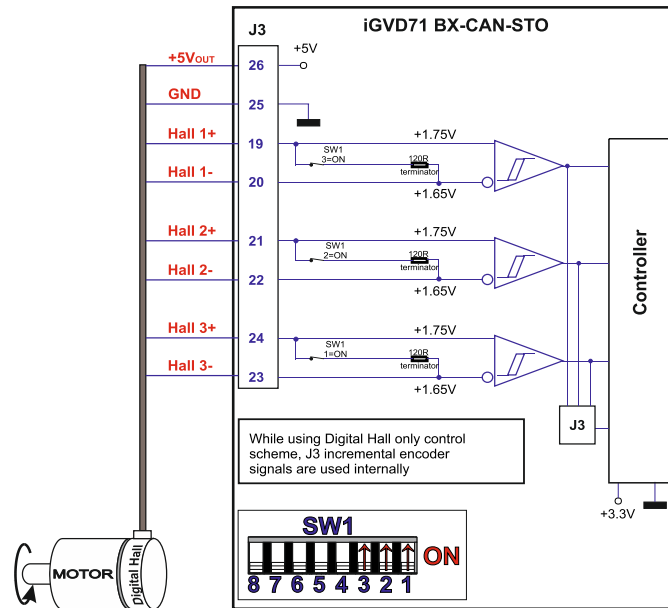 iGVD71 BX-CAN-STO
J3
+5VOUT
26
+5V
GND
25
Hall 1+
19
+1.75V
SW1
3=ON
120R
terminator
Hall 1-
20
+1.65V
Hall 2+
21
+1.75V
SW1
2=ON
120R
terminator
Hall 2-
22
+1.65V
Hall 3+
24
+1.75V
SW1
1=ON
120R
terminator
Hall 3-
23
+1.65V
Controller
J3
+3.3V
While using Digital Hall only control
scheme, J3 incremental encoder
signals are used internally
SW1
ON
8 7 6 5 4 3 2 1
MOTOR
Digital Hall